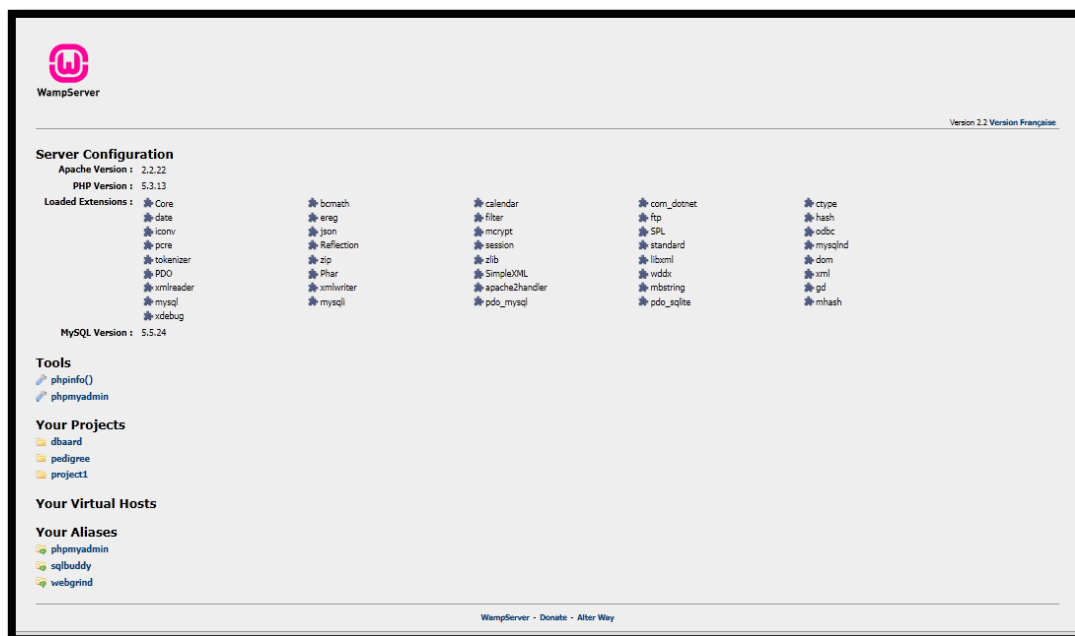 WampServer
Version 2.2 Version Française
Server Configuration
Apache Version : 2.2.22
PHP Version : 5.3.13
Loaded Extensions : Core bcmath calendar com_dotnet ctype
date ereg filter ftp hash
iconv json mcrypt SPL odbc
pcre Reflection session standard mysqlnd
tokenizer zip zlib libxml dom
PDO Phar SimpleXML wddx xml
xmlreader xmlwriter apache2handler mbstring gd
mysql mysqli pdo_mysql pdo_sqlite mhash
xdebug
MySQL Version : 5.5.24
Tools
phpinfo()
phpmyadmin
Your Projects
dbaard
pedigree
project1
Your Virtual Hosts
Your Aliases
phpmyadmin
sqlbuddy
webgrind
WampServer - Donate - Alter Way